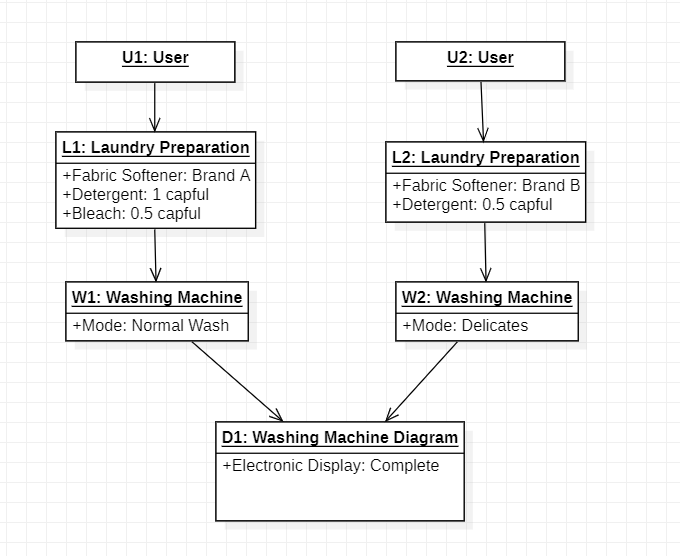 U1: User
U2: User
L1: Laundry Preparation
+Fabric Softener: Brand A
+Detergent: 1 capful
+Bleach: 0.5 capful
L2: Laundry Preparation
+Fabric Softener: Brand B
+Detergent: 0.5 capful
W1: Washing Machine
+Mode: Normal Wash
W2: Washing Machine
+Mode: Delicates
D1: Washing Machine Diagram
+Electronic Display: Complete